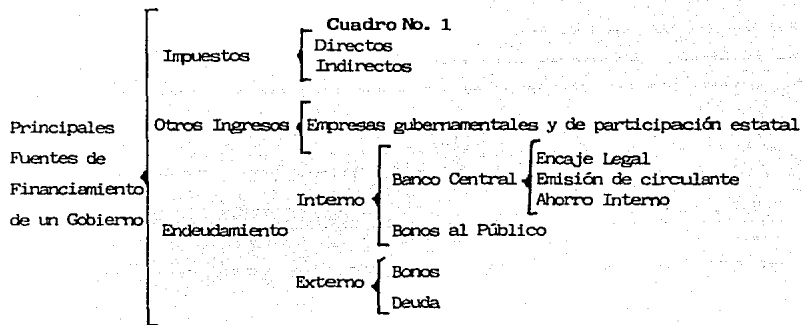 Cuadro No. 1
Impuestos
Directos
Indirectos
Principales
Fuentes de
Financiamiento
de un Gobierno
Otros Ingresos
Empresas gubernamentales y de participación estatal
Endeudamiento
Interno
Banco Central
Encaje Legal
Emisión de circulante
Ahorro Interno
Bonos al Público
Externo
Bonos
Deuda